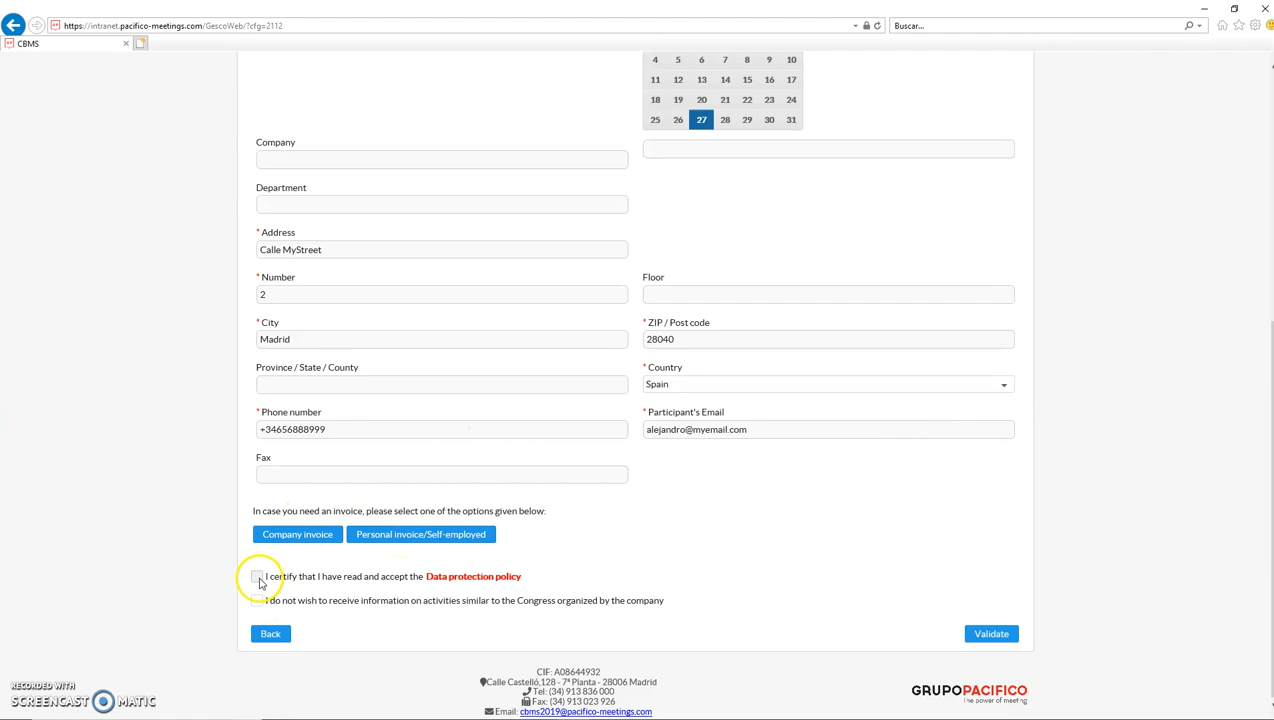 https://intranet.pacifico-meetings.com/GescoWeb/?cfg=2112
Buscar...
CBMS
4 5 6 7 8 9 10
11 12 13 14 15 16 17
18 19 20 21 22 23 24
25 26 27 28 29 30 31
Company
Department
* Address
Calle MyStreet
* Number
Floor
2
* City
* ZIP / Post code
Madrid
28040
Province / State / County
* Country
Spain
* Phone number
* Participant's Email
+34656888999
alejandro@myemail.com
Fax
In case you need an invoice, please select one of the options given below:
Company invoice
Personal invoice/Self-employed
I certify that I have read and accept the Data protection policy
I do not wish to receive information on activities similar to the Congress organized by the company
Back
Validate
CIF: A08644932
Calle Castelló,128 - 7ª Planta - 28006 Madrid
Tel: (34) 913 836 000
Fax: (34) 913 023 926
Email: cbms2019@pacifico-meetings.com
GRUPOPACIFICO
The power of meeting
RECORDED WITH
SCREENCAST MATIC